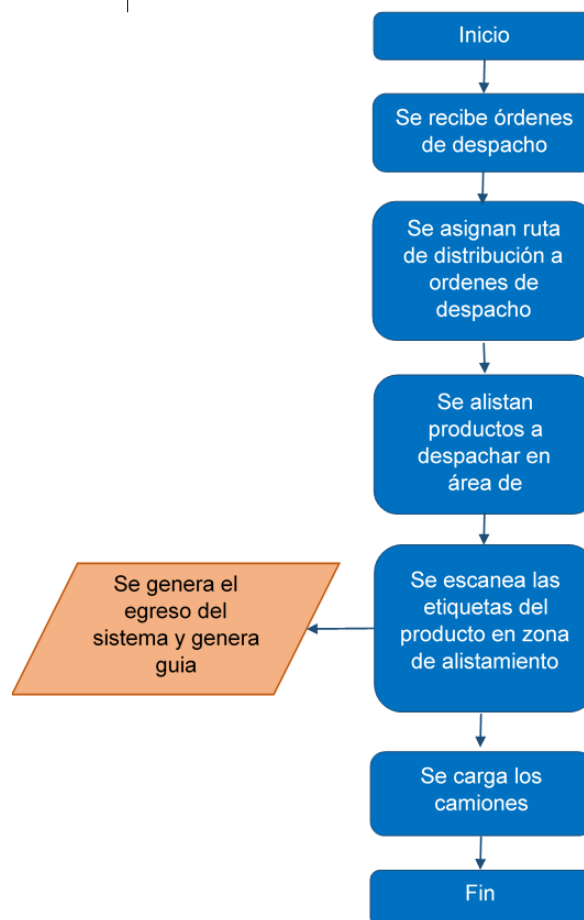 Inicio
Se recibe órdenes
de despacho
Se asignan ruta
de distribución a
ordenes de
despacho
Se alistan
productos a
despachar en
área de
Se escanea las
etiquetas del
producto en zona
de alistamiento
Se genera el
egreso del
sistema y genera
guia
Se carga los
camiones
Fin